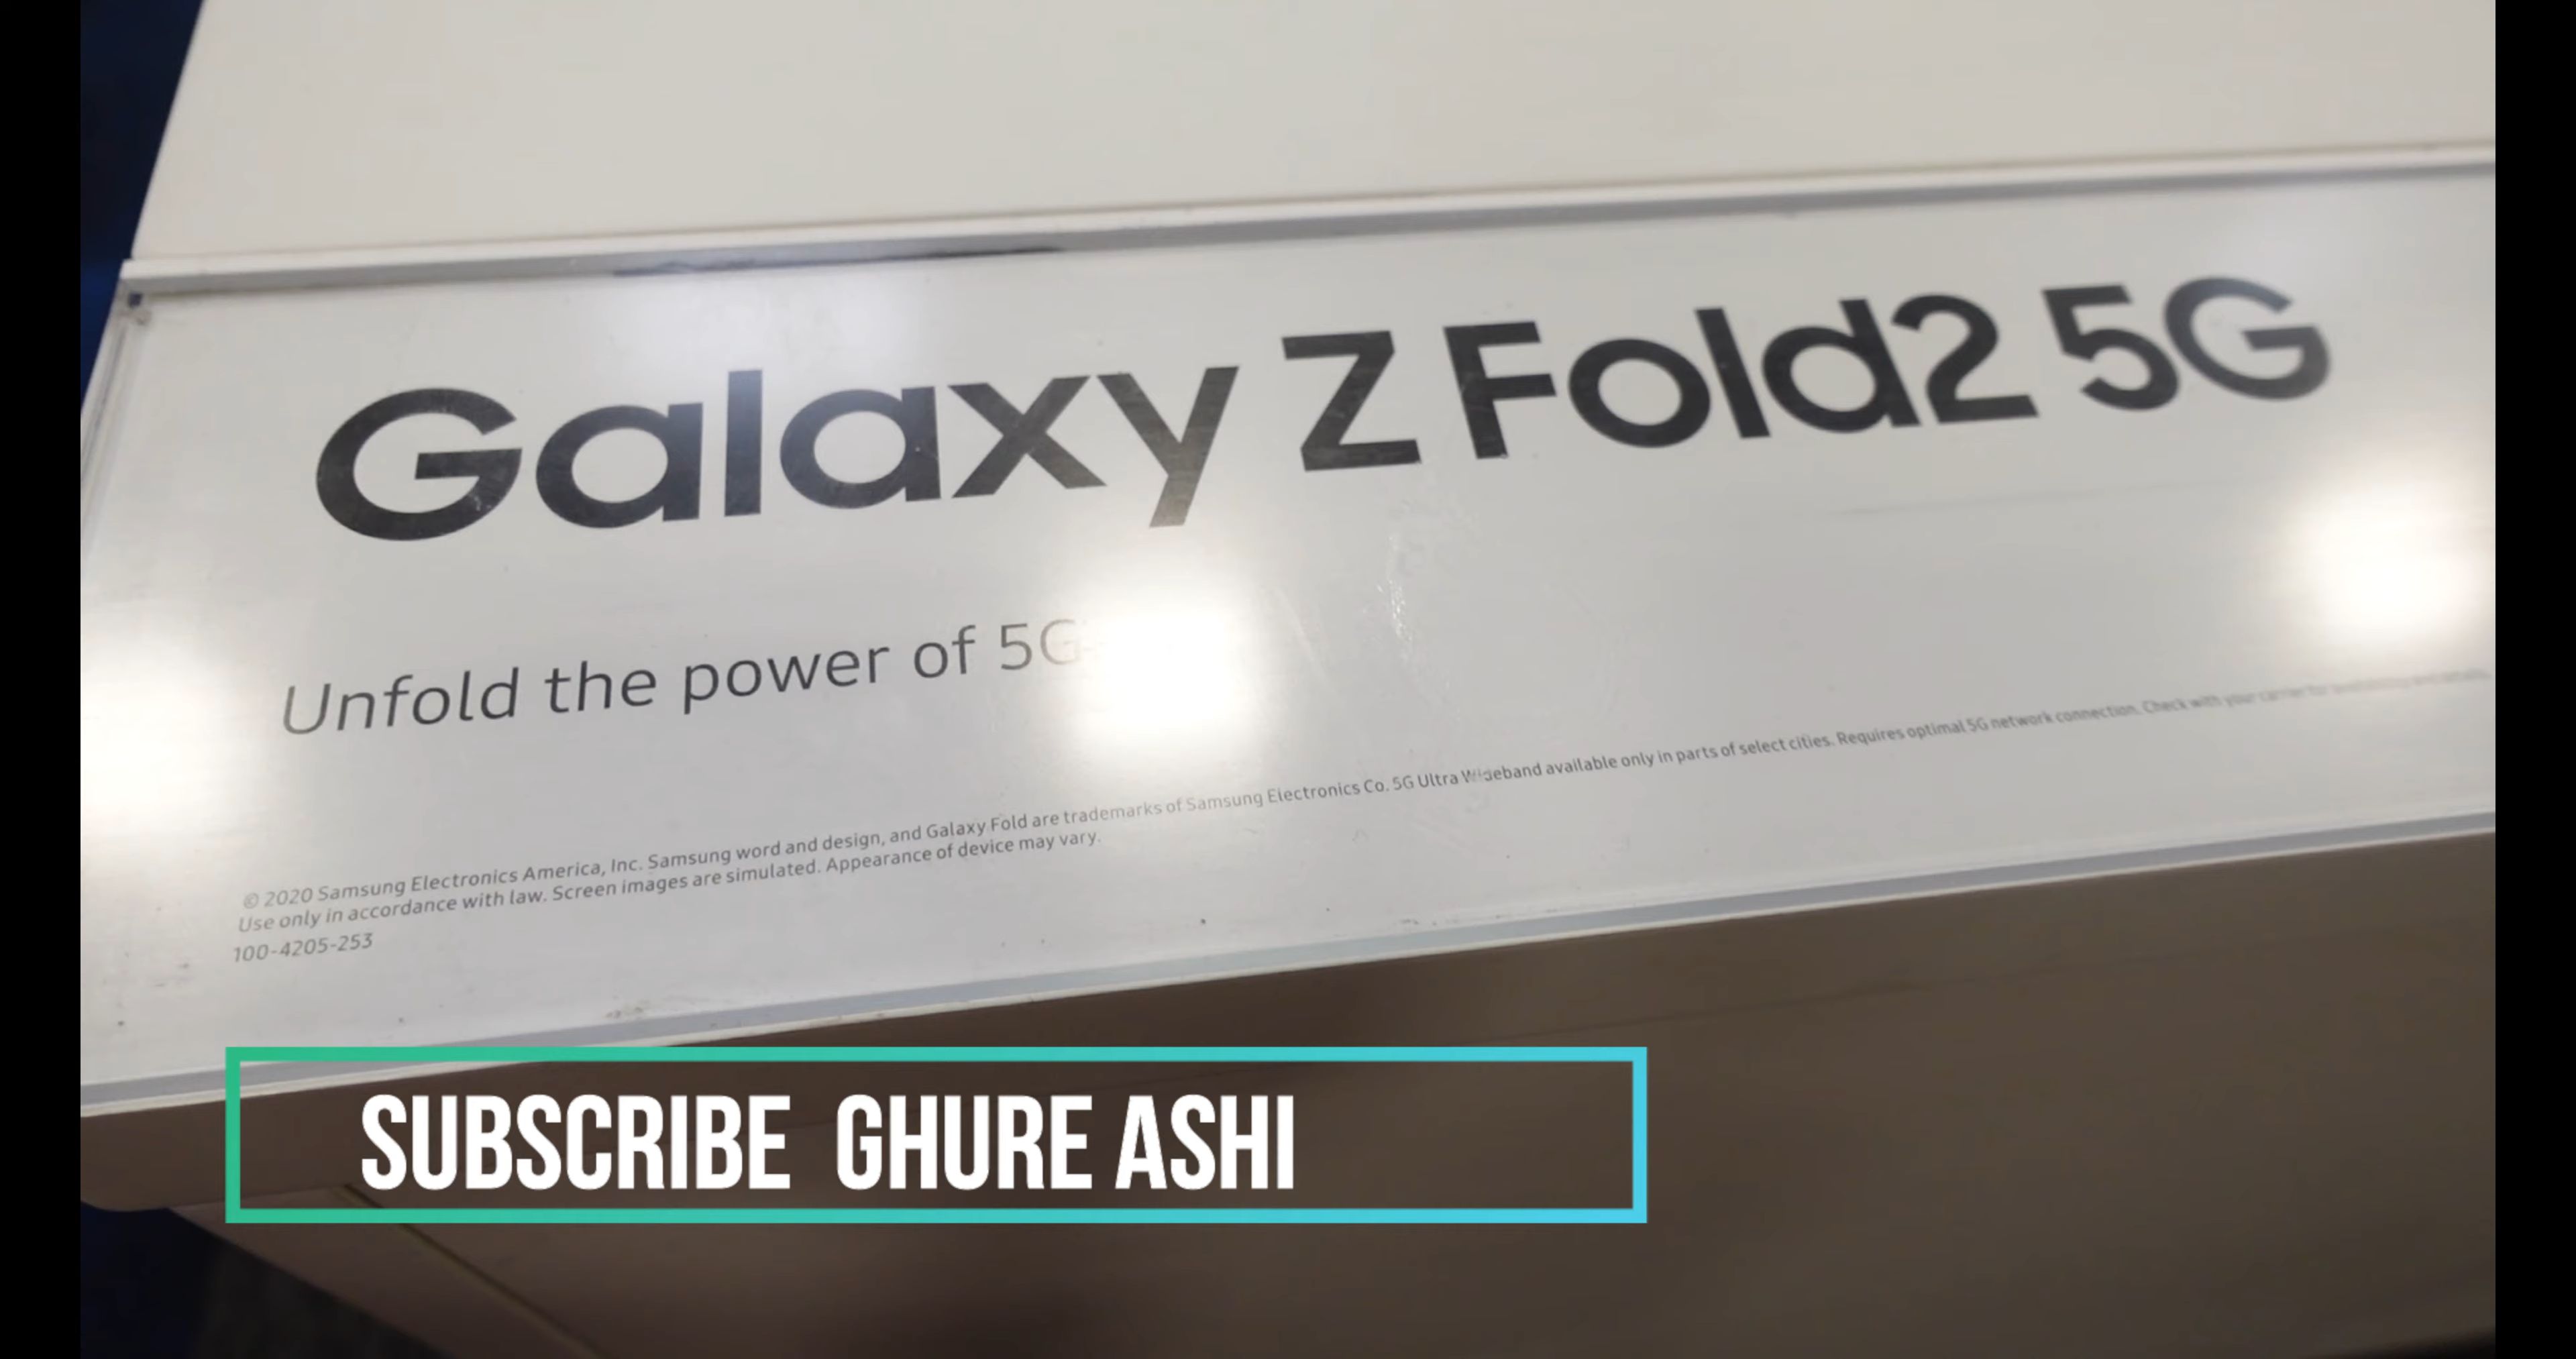 Galaxy Z Fold2 5G
Unfold the power of 5G
© 2020 Samsung Electronics America, Inc. Samsung word and design, and Galaxy Fold are trademarks of Samsung Electronics Co. 5G Ultra Wideband available only in parts of select cities. Requires optimal 5G network connection. Check with your carrier for
Use only in accordance with law. Screen images are simulated. Appearance of device may vary.
100-4205-253
SUBSCRIBE GHURE ASHI